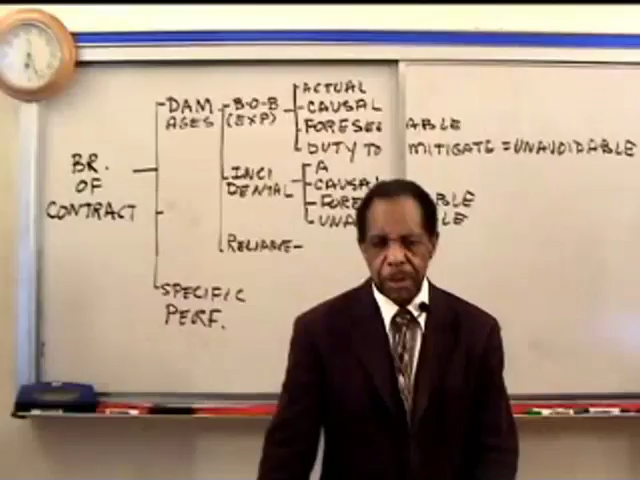 BR.
OF
CONTRACT
DAM
AGES
B-O-B
(EXP)
ACTUAL
CAUSAL
FORESEE ABLE
DUTY TO MITIGATE = UNAVOIDABLE
INCI
DENTAL
A
CAUSAL
FORE ABLE
UNA LE
RELIANCE
SPECIFIC
PERF.